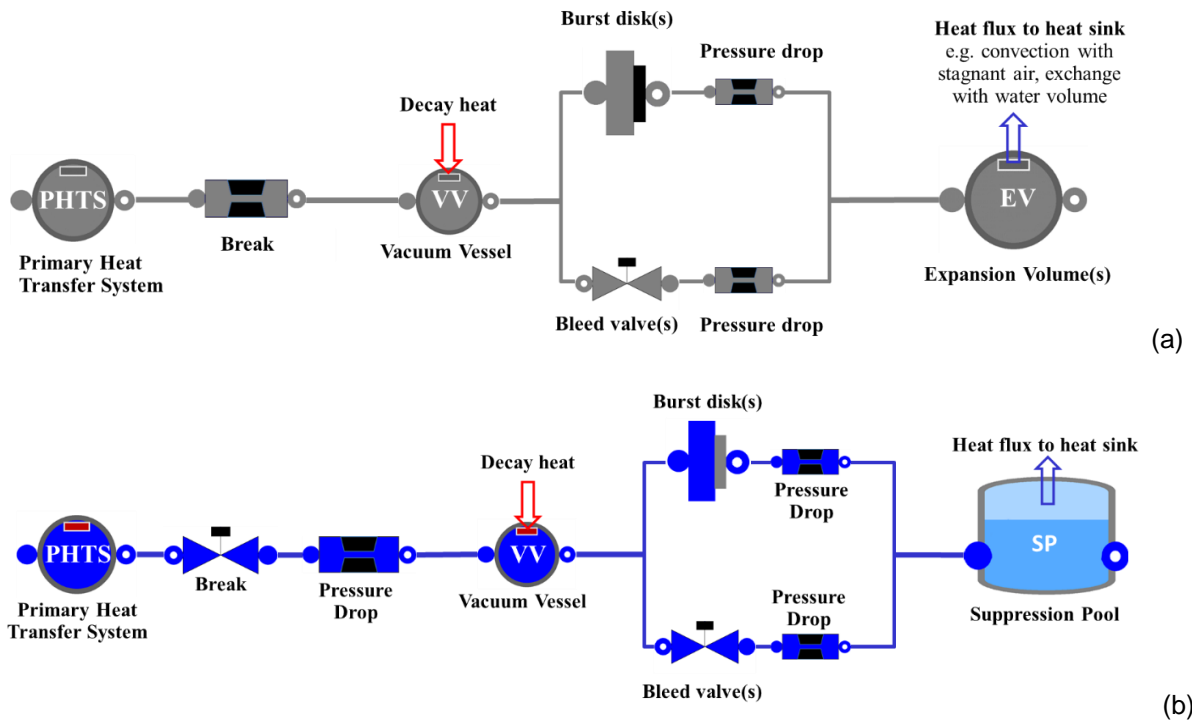 Burst disk(s)
Pressure drop
Heat flux to heat sink
e.g. convection with
stagnant air, exchange
with water volume
Decay heat
PHTS
VV
EV
Break
Vacuum Vessel
Primary Heat
Transfer System
Bleed valve(s)
Pressure drop
Expansion Volume(s)
(a)
Burst disk(s)
Heat flux to heat sink
Decay heat
Pressure
Drop
PHTS
VV
SP
Break
Pressure
Drop
Vacuum Vessel
Primary Heat
Transfer System
Pressure
Drop
Suppression Pool
Bleed valve(s)
(b)